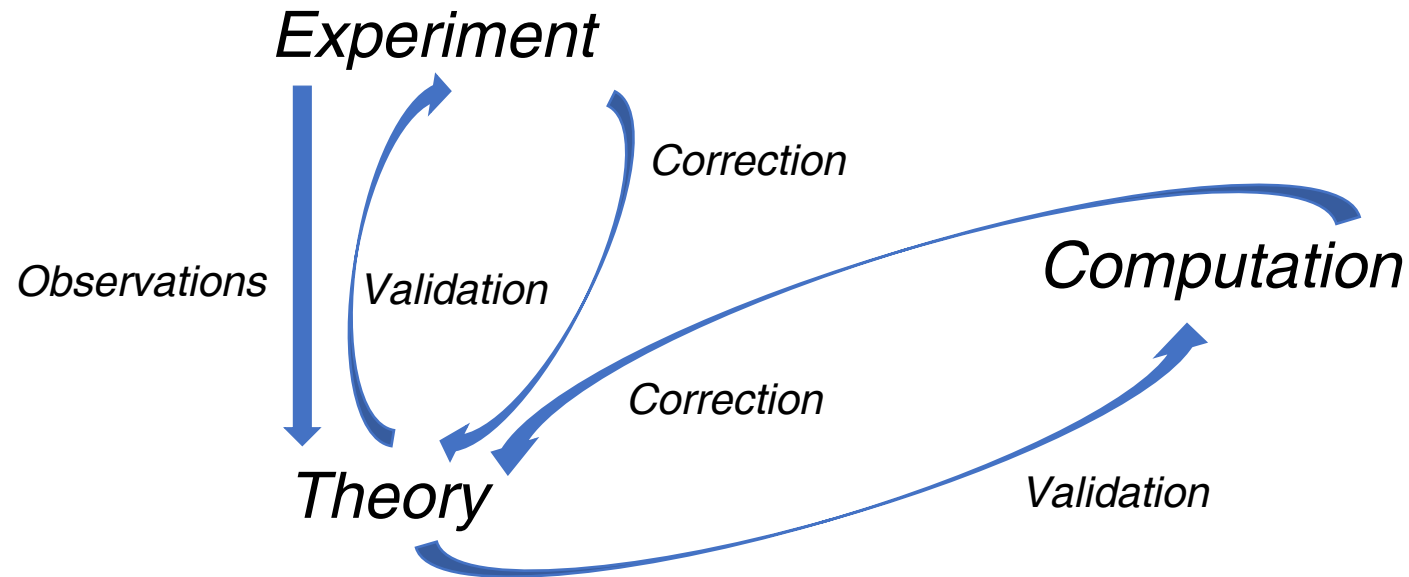 Experiment
Correction
Computation
Observations
Validation
Correction
Theory
Validation